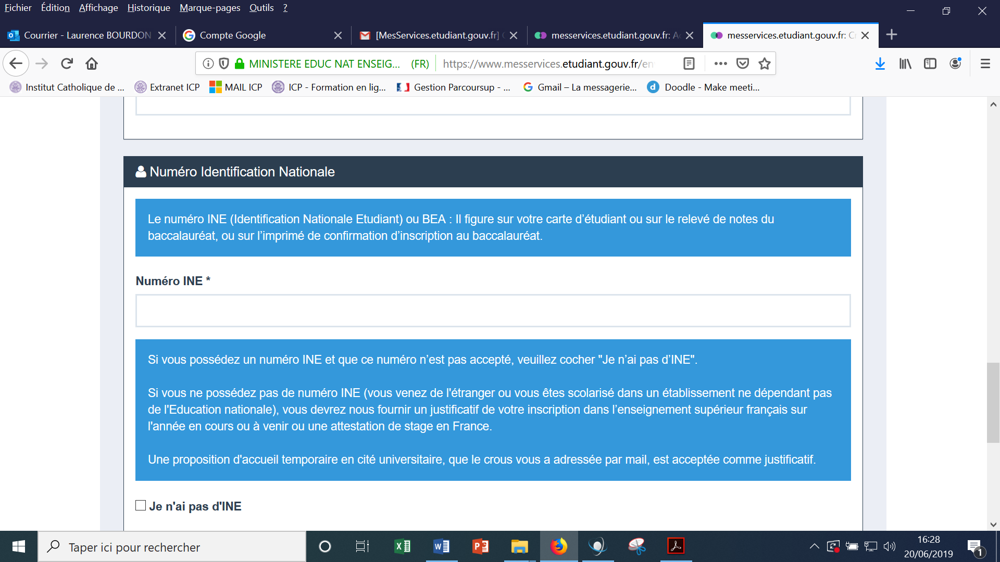 Fichier Édition Affichage Historique Marque-pages Outils ?
Courrier - Laurence BOURDON
Compte Google
[MesServices.etudiant.gouv.fr]
messervices.etudiant.gouv.fr: A
messervices.etudiant.gouv.fr: C
MINISTERE EDUC NAT ENSEIG... (FR) https://www.messervices.etudiant.gouv.fr/en
Institut Catholique de ... Extranet ICP MAIL ICP ICP - Formation en lig... Gestion Parcoursup - ... Gmail – La messagerie... Doodle - Make meeti...
Numéro Identification Nationale
Le numéro INE (Identification Nationale Etudiant) ou BEA : Il figure sur votre carte d’étudiant ou sur le relevé de notes du
baccalauréat, ou sur l’imprimé de confirmation d’inscription au baccalauréat.
Numéro INE *
Si vous possédez un numéro INE et que ce numéro n’est pas accepté, veuillez cocher "Je n’ai pas d’INE".
Si vous ne possédez pas de numéro INE (vous venez de l'étranger ou vous êtes scolarisé dans un établissement ne dépendant pas
de l'Education nationale), vous devrez nous fournir un justificatif de votre inscription dans l’enseignement supérieur français sur
l'année en cours ou à venir ou une attestation de stage en France.
Une proposition d'accueil temporaire en cité universitaire, que le crous vous a adressée par mail, est acceptée comme justificatif.
Je n'ai pas d'INE
Taper ici pour rechercher
16:28
20/06/2019
1